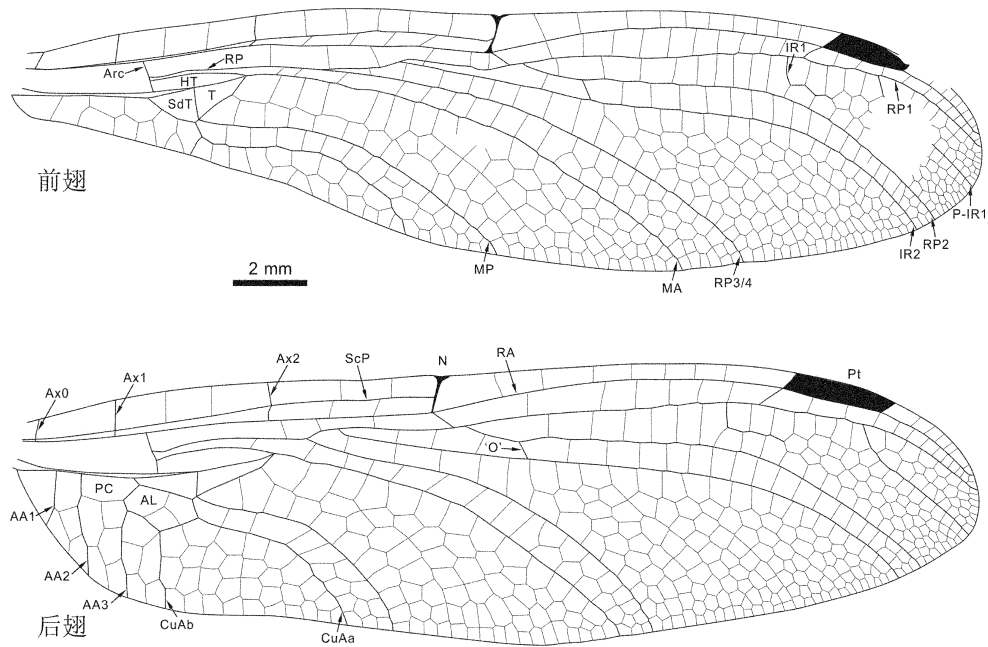 IR1
Arc
RP
HT
T
SdT
RP1
前翅
P-IR1
2 mm
MP
MA
RP3/4
IR2
RP2
Ax0
Ax1
Ax2
ScP
N
RA
Pt
'O'
PC
AL
AA1
AA2
AA3
CuAb
CuAa
后翅